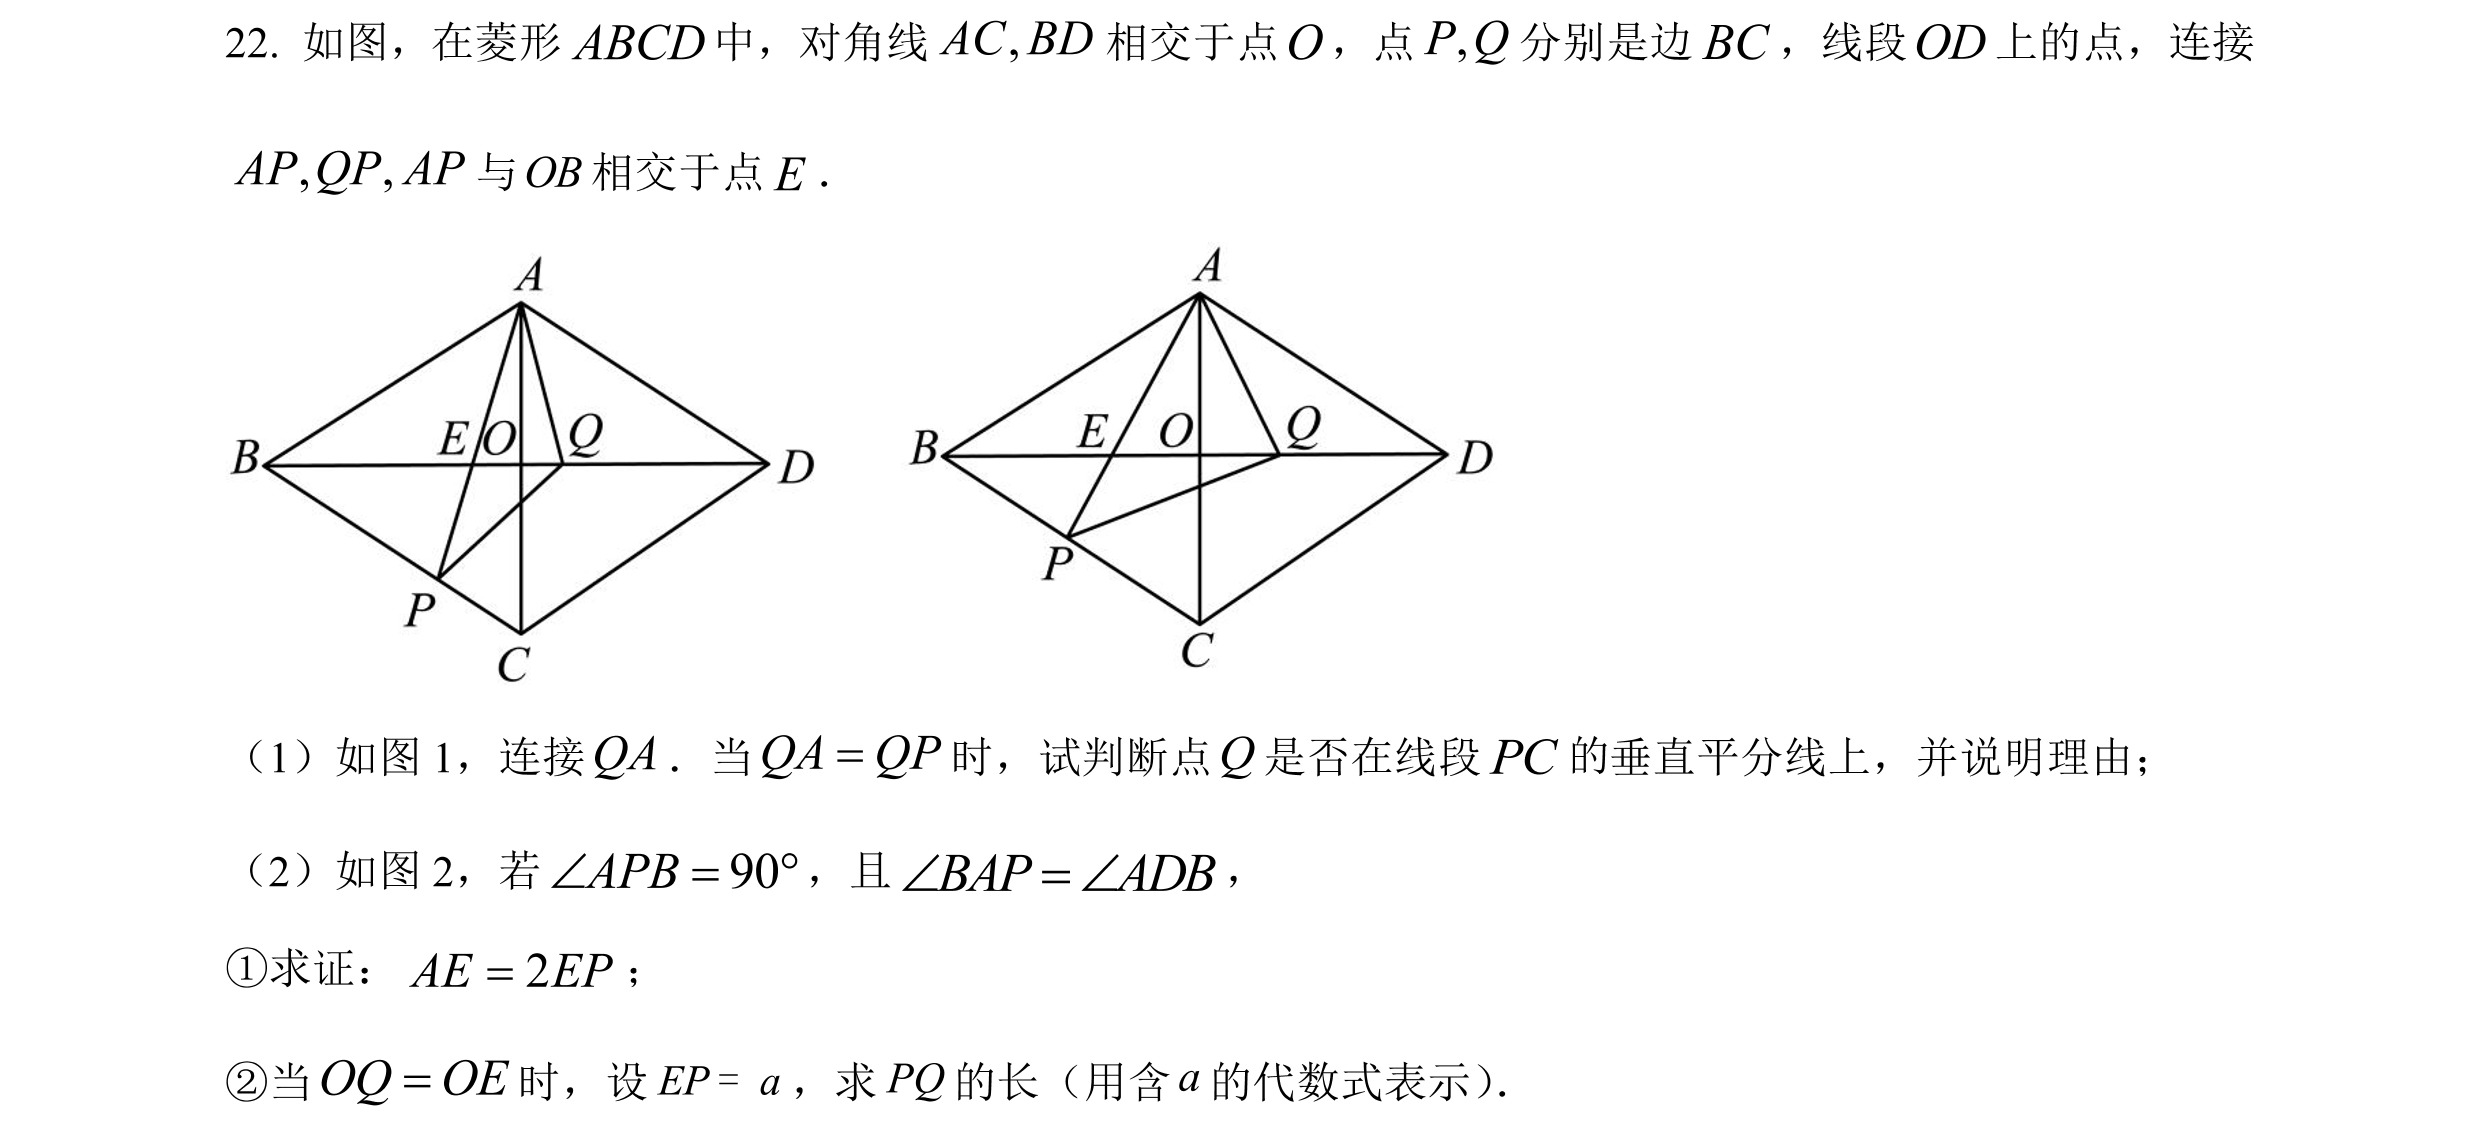 22. 如图，在菱形 ABCD 中，对角线 AC,BD 相交于点 O，点 P,Q 分别是边 BC，线段 OD 上的点，连接
AP,QP,AP 与 OB 相交于点 E．
A
B
E
O
Q
D
P
C
A
B
E
O
Q
D
P
C
（1）如图 1，连接 QA．当 QA = QP 时，试判断点 Q 是否在线段 PC 的垂直平分线上，并说明理由；
（2）如图 2，若 ∠APB = 90°，且 ∠BAP = ∠ADB，
①求证： AE = 2EP；
②当 OQ = OE 时，设 EP = a，求 PQ 的长（用含 a 的代数式表示）．